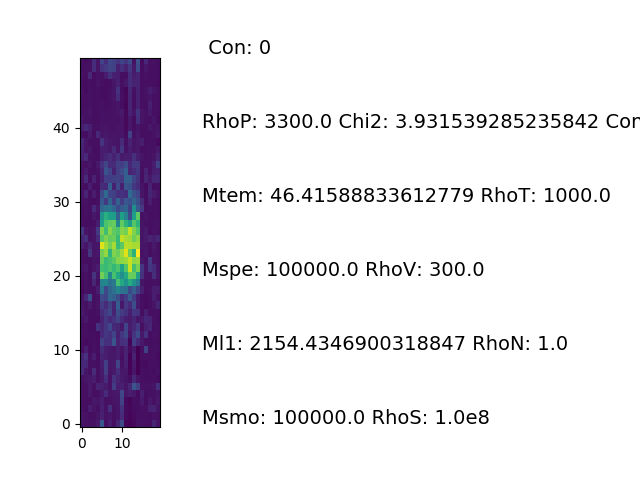 Con: 0
RhoP: 3300.0 Chi2: 3.931539285235842 Con
Mtem: 46.41588833612779 RhoT: 1000.0
Mspe: 100000.0 RhoV: 300.0
Ml1: 2154.4346900318847 RhoN: 1.0
Msmo: 100000.0 RhoS: 1.0e8
40
30
20
10
0
0 10